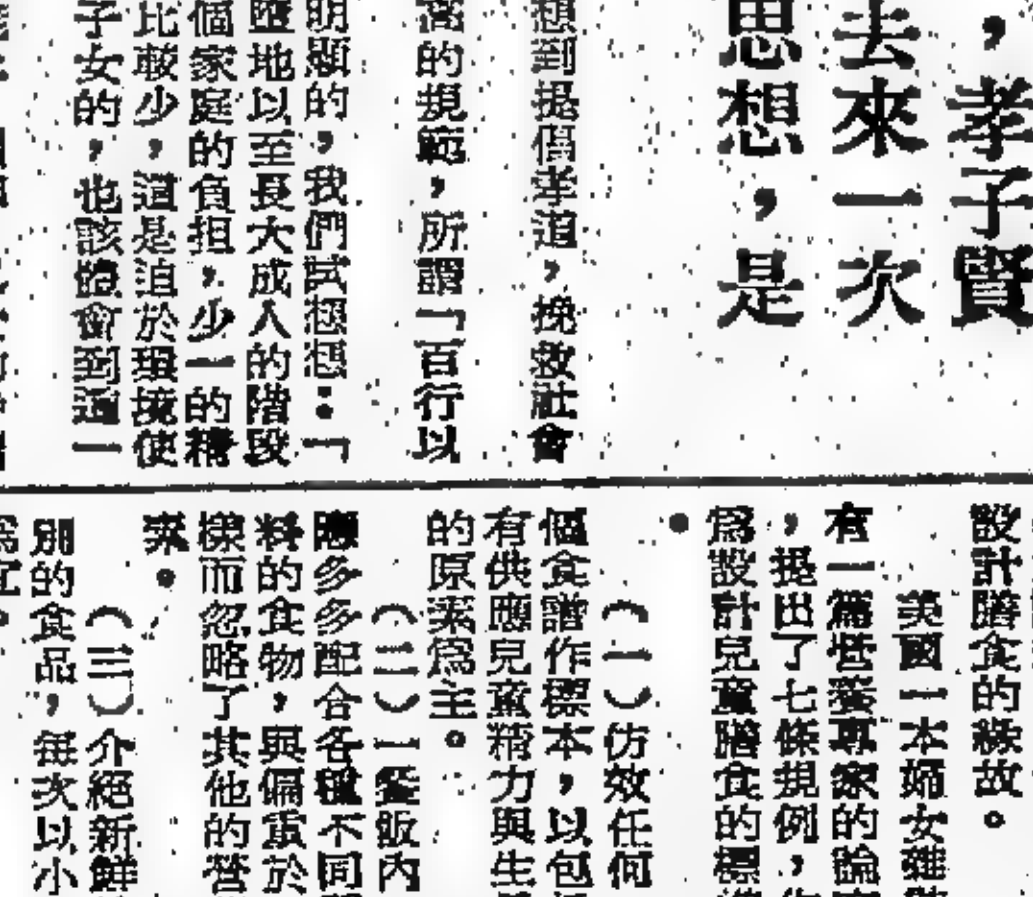 ，孝子賢
去來一次
思想，是
想到提倡孝道，挽救社會
高的規範，所謂「百行以
明顯的，我們試想想：「
匯地以至長大成人的階段
個家庭的負担，少一的精
比較少，這是迫於環境使
子女的，也該體會到這一
設計膳食的緣故。
美國一本婦女雜
有一篇營養專家的論
，提出了七條規例，
為設計兒童膳食的標
。
（一）仿效任何
個食譜作標本，以包
有供應兒童精力與生
的原素為主。
（二）一餐飯內
應多多配合各種不同
料的食物，與偏重於
樣而忽略了其他的營
素。
（三）介紹新鮮
別的食品，每次以小
為宜。